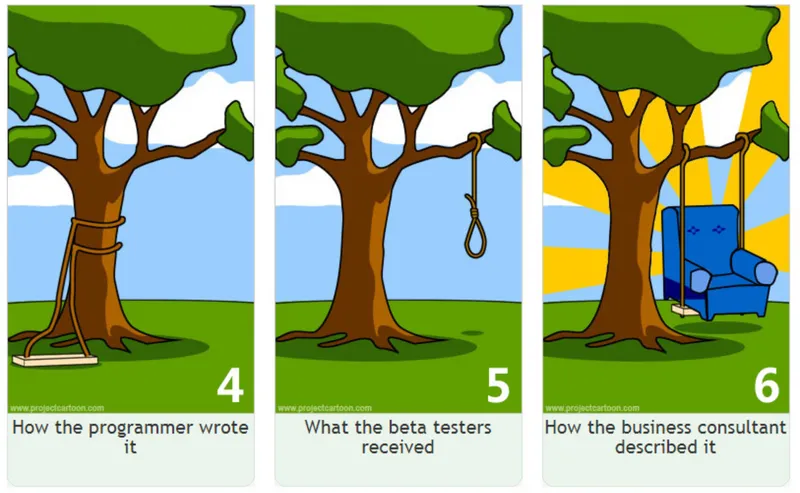 4
www.projectcartoon.com
How the programmer wrote
it
5
www.projectcartoon.com
What the beta testers
received
6
www.projectcartoon.com
How the business consultant
described it